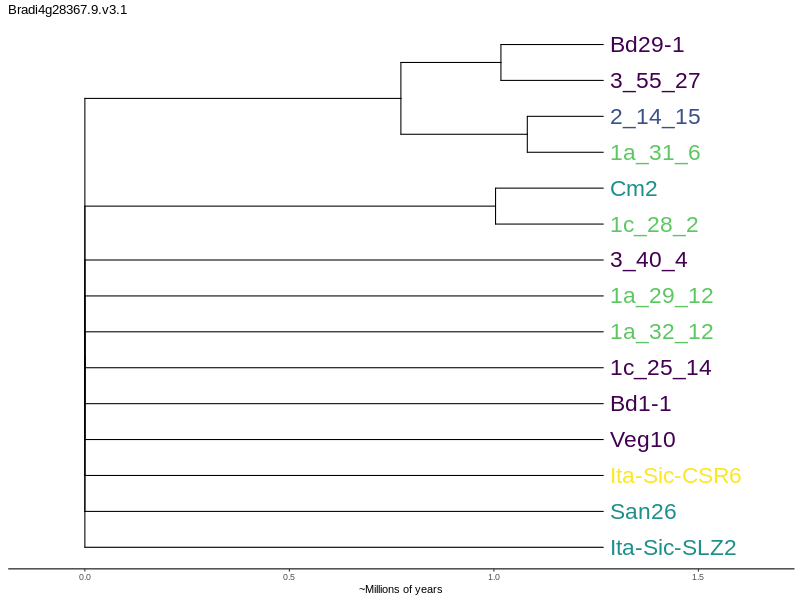 Bradi4g28367.9.v3.1
Bd29-1
3_55_27
2_14_15
1a_31_6
Cm2
1c_28_2
3_40_4
1a_29_12
1a_32_12
1c_25_14
Bd1-1
Veg10
Ita-Sic-CSR6
San26
Ita-Sic-SLZ2
0.0 0.5 1.0 1.5
~Millions of years